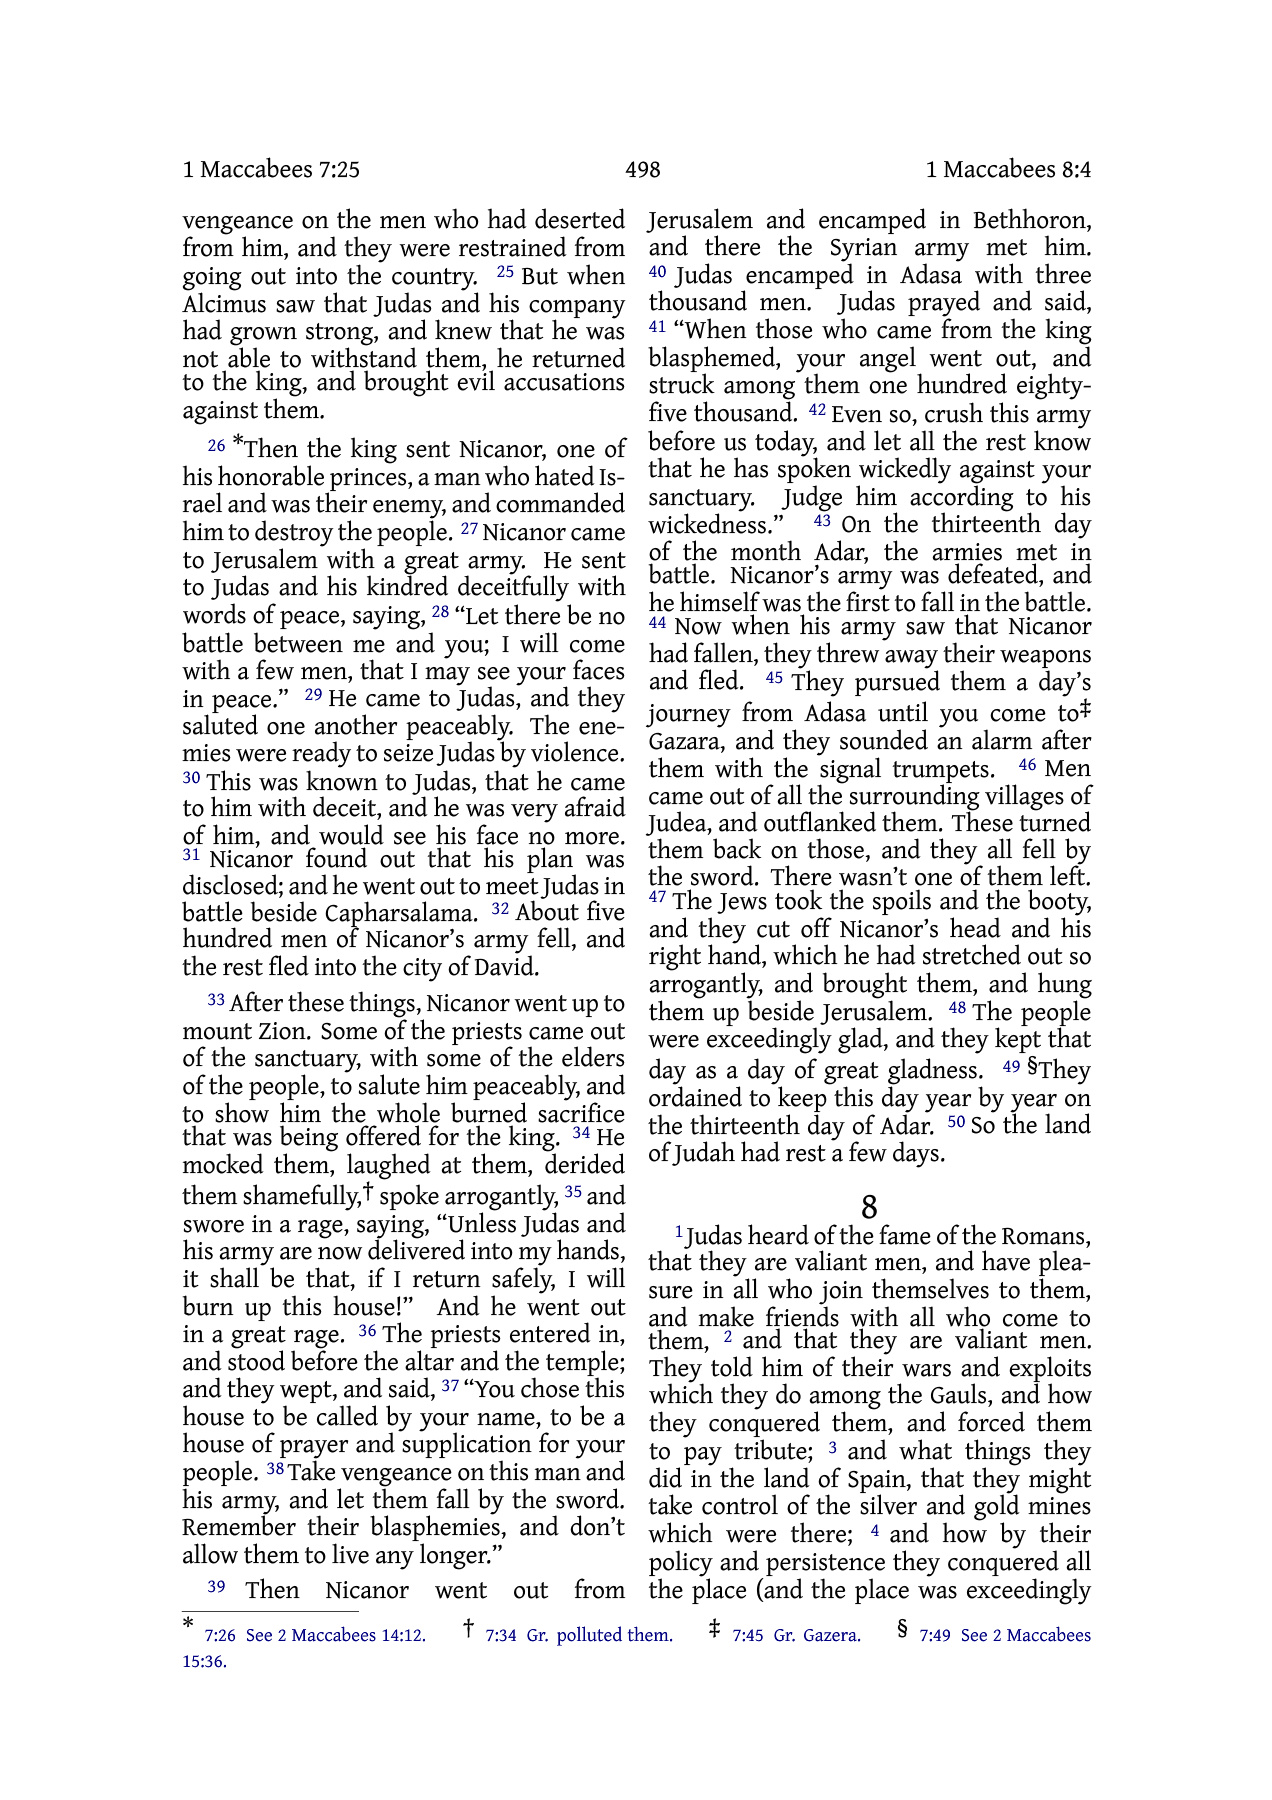 1 Maccabees 7:25
498
1 Maccabees 8:4
vengeance on the men who had deserted
from him, and they were restrained from
going out into the country. 25 But when
Alcimus saw that Judas and his company
had grown strong, and knew that he was
not able to withstand them, he returned
to the king, and brought evil accusations
against them.
26 *Then the king sent Nicanor, one of
his honorable princes, a man who hated Is-
rael and was their enemy, and commanded
him to destroy the people. 27 Nicanor came
to Jerusalem with a great army. He sent
to Judas and his kindred deceitfully with
words of peace, saying, 28 “Let there be no
battle between me and you; I will come
with a few men, that I may see your faces
in peace.” 29 He came to Judas, and they
saluted one another peaceably. The ene-
mies were ready to seize Judas by violence.
30 This was known to Judas, that he came
to him with deceit, and he was very afraid
of him, and would see his face no more.
31 Nicanor found out that his plan was
disclosed; and he went out to meet Judas in
battle beside Capharsalama. 32 About five
hundred men of Nicanor’s army fell, and
the rest fled into the city of David.
33 After these things, Nicanor went up to
mount Zion. Some of the priests came out
of the sanctuary, with some of the elders
of the people, to salute him peaceably, and
to show him the whole burned sacrifice
that was being offered for the king. 34 He
mocked them, laughed at them, derided
them shamefully,† spoke arrogantly, 35 and
swore in a rage, saying, “Unless Judas and
his army are now delivered into my hands,
it shall be that, if I return safely, I will
burn up this house!” And he went out
in a great rage. 36 The priests entered in,
and stood before the altar and the temple;
and they wept, and said, 37 “You chose this
house to be called by your name, to be a
house of prayer and supplication for your
people. 38 Take vengeance on this man and
his army, and let them fall by the sword.
Remember their blasphemies, and don’t
allow them to live any longer.”
39 Then Nicanor went out from
Jerusalem and encamped in Bethhoron,
and there the Syrian army met him.
40 Judas encamped in Adasa with three
thousand men. Judas prayed and said,
41 “When those who came from the king
blasphemed, your angel went out, and
struck among them one hundred eighty-
five thousand. 42 Even so, crush this army
before us today, and let all the rest know
that he has spoken wickedly against your
sanctuary. Judge him according to his
wickedness.” 43 On the thirteenth day
of the month Adar, the armies met in
battle. Nicanor’s army was defeated, and
he himself was the first to fall in the battle.
44 Now when his army saw that Nicanor
had fallen, they threw away their weapons
and fled. 45 They pursued them a day’s
journey from Adasa until you come to‡
Gazara, and they sounded an alarm after
them with the signal trumpets. 46 Men
came out of all the surrounding villages of
Judea, and outflanked them. These turned
them back on those, and they all fell by
the sword. There wasn’t one of them left.
47 The Jews took the spoils and the booty,
and they cut off Nicanor’s head and his
right hand, which he had stretched out so
arrogantly, and brought them, and hung
them up beside Jerusalem. 48 The people
were exceedingly glad, and they kept that
day as a day of great gladness. 49 §They
ordained to keep this day year by year on
the thirteenth day of Adar. 50 So the land
of Judah had rest a few days.
8
1 Judas heard of the fame of the Romans,
that they are valiant men, and have plea-
sure in all who join themselves to them,
and make friends with all who come to
them, 2 and that they are valiant men.
They told him of their wars and exploits
which they do among the Gauls, and how
they conquered them, and forced them
to pay tribute; 3 and what things they
did in the land of Spain, that they might
take control of the silver and gold mines
which were there; 4 and how by their
policy and persistence they conquered all
the place (and the place was exceedingly
* 7:26 See 2 Maccabees 14:12. † 7:34 Gr. polluted them. ‡ 7:45 Gr. Gazera. § 7:49 See 2 Maccabees
15:36.